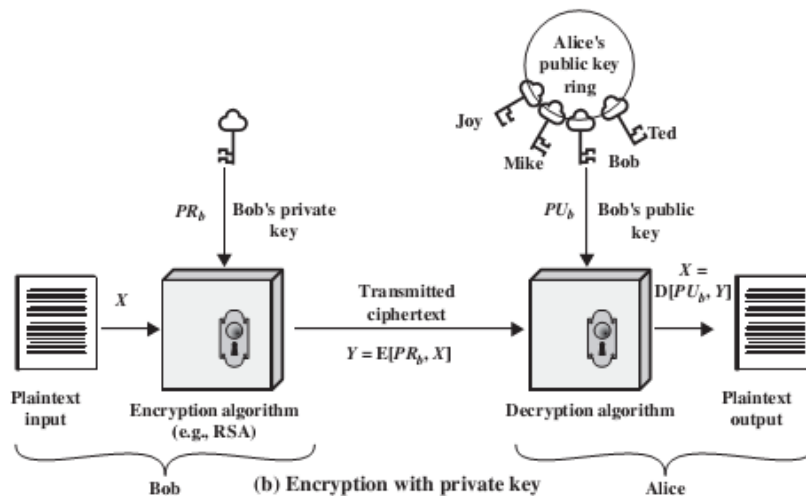 Alice's
public key
ring
Joy
Ted
Mike
Bob
PR_b
Bob's private
key
PU_b
Bob's public
key
X
Transmitted
ciphertext
X =
D[PU_b, Y]
Y = E[PR_b, X]
Plaintext
input
Encryption algorithm
(e.g., RSA)
Decryption algorithm
Plaintext
output
Bob
(b) Encryption with private key
Alice